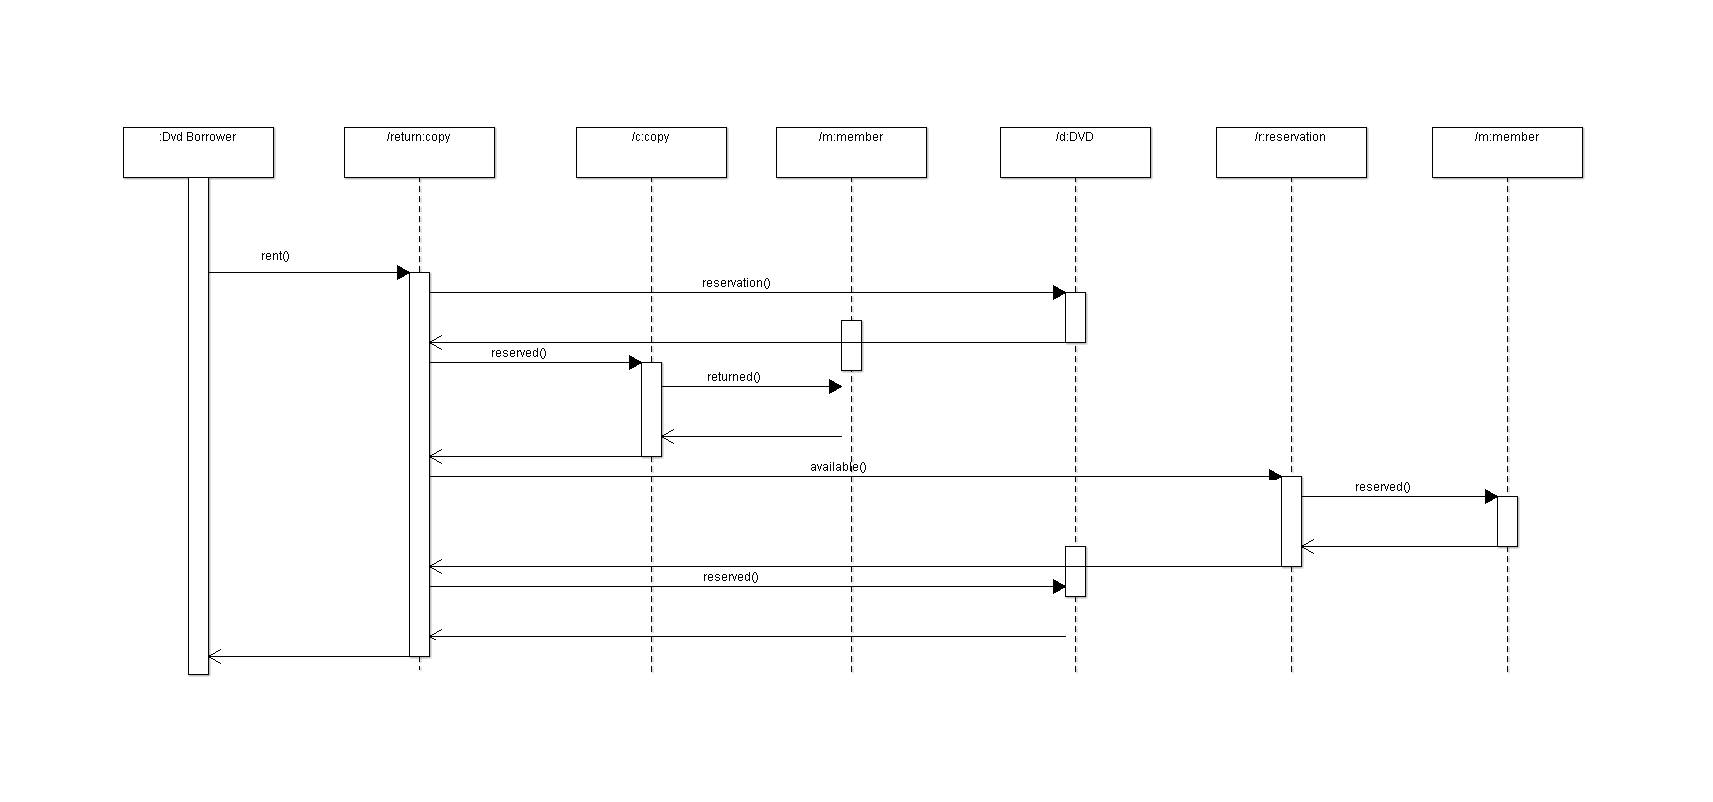 :Dvd Borrower
/return:copy
/c:copy
/m:member
/d:DVD
/r:reservation
/m:member
rent()
reservation()
reserved()
returned()
available()
reserved()
reserved()